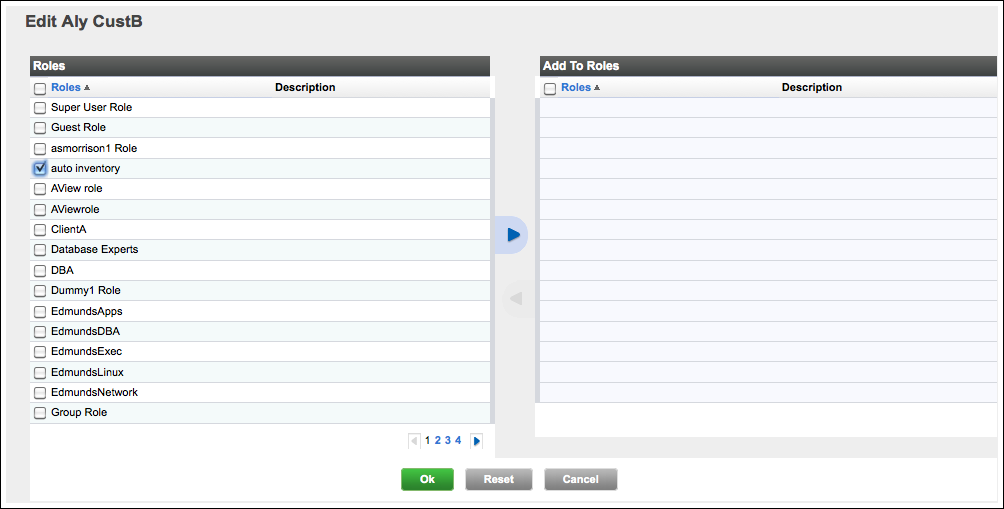 Edit Aly CustB
Roles
Roles Description
Super User Role
Guest Role
asmorrison1 Role
auto inventory
AView role
AViewrole
ClientA
Database Experts
DBA
Dummy1 Role
EdmundsApps
EdmundsDBA
EdmundsExec
EdmundsLinux
EdmundsNetwork
Group Role
1 2 3 4
Add To Roles
Roles Description
Ok Reset Cancel